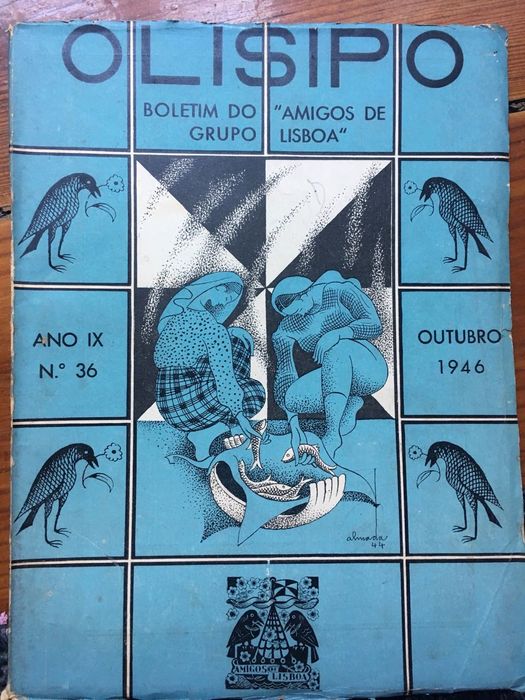 OLISIPO
BOLETIM DO GRUPO
"AMIGOS DE LISBOA"
ANO IX
N.º 36
OUTUBRO
1946
almada
44
AMIGOS DE LISBOA